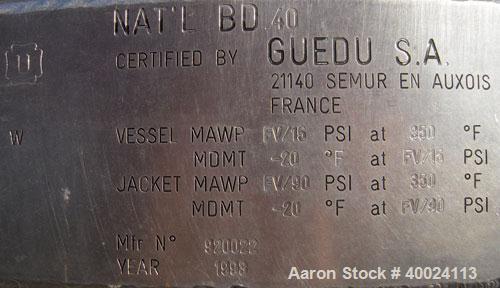 NAT'L BD 40
U
CERTIFIED BY GUEDU S.A.
21140 SEMUR EN AUXOIS
FRANCE
W VESSEL MAWP FV/15 PSI at 350 °F
MDMT -20 °F at FV/15 PSI
JACKET MAWP FV/90 PSI at 350 °F
MDMT -20 °F at FV/90 PSI
Mfr N° 920022
YEAR
Aaron Stock # 40024113